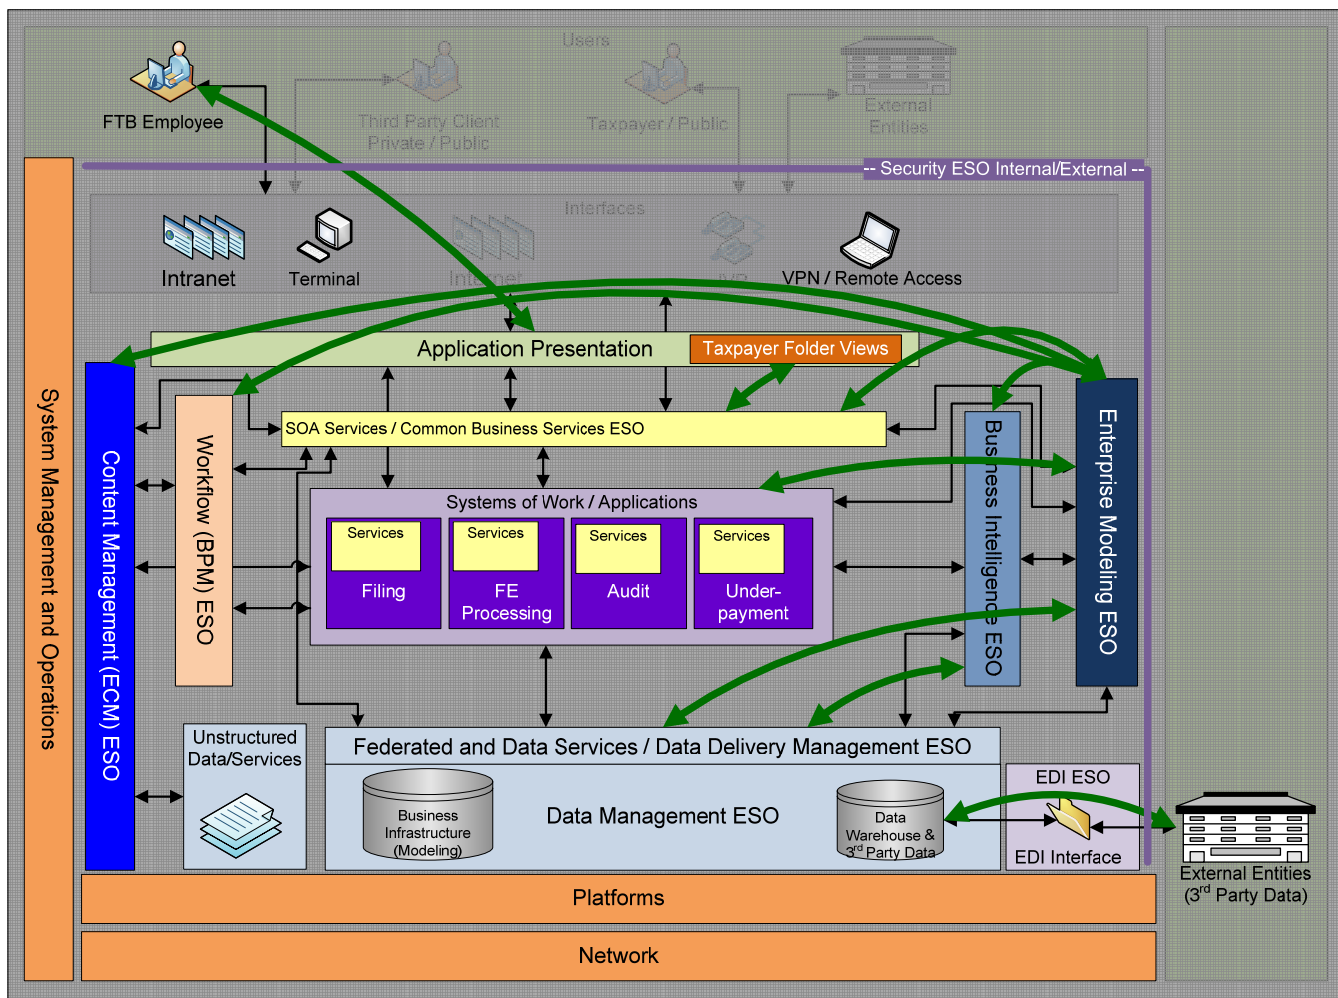 Users
FTB Employee
Third Party Client
Private / Public
Taxpayer / Public
External
Entities
-- Security ESO Internal/External --
Interfaces
Intranet
Terminal
Internet
IVR
VPN / Remote Access
Application Presentation
Taxpayer Folder Views
System Management and Operations
Content Management (ECM) ESO
Workflow (BPM) ESO
SOA Services / Common Business Services ESO
Business Intelligence ESO
Enterprise Modeling ESO
Systems of Work / Applications
Services
Services
Services
Services
Filing
FE
Processing
Audit
Under-
payment
Unstructured
Data/Services
Federated and Data Services / Data Delivery Management ESO
Business
Infrastructure
(Modeling)
Data Management ESO
Data
Warehouse &
3rd Party Data
EDI ESO
EDI Interface
External Entities
(3rd Party Data)
Platforms
Network